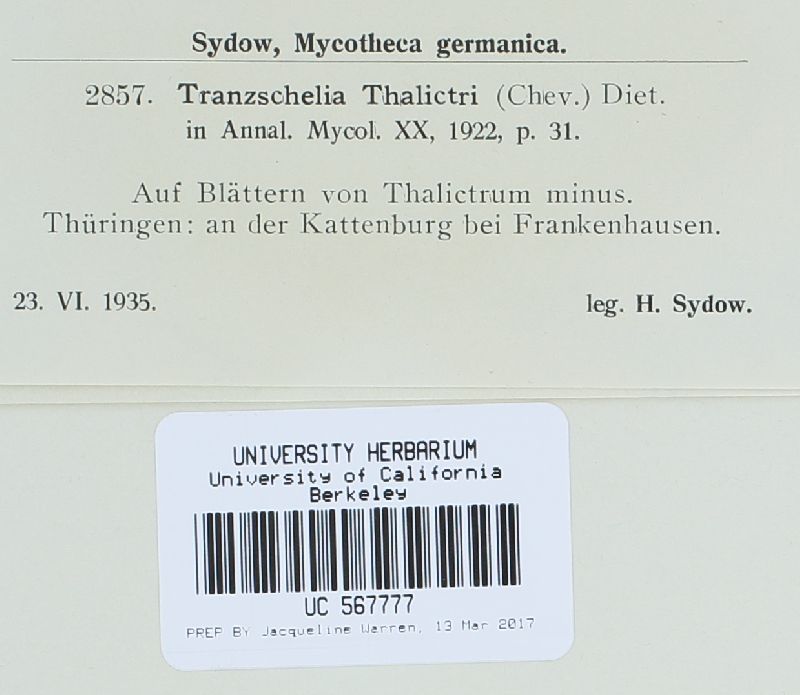 Sydow, Mycotheca germanica.
2857. Tranzschelia Thalictri (Chev.) Diet.
in Annal. Mycol. XX, 1922, p. 31.
Auf Blättern von Thalictrum minus.
Thüringen: an der Kattenburg bei Frankenhausen.
23. VI. 1935. leg. H. Sydow.
UNIVERSITY HERBARIUM
University of California
Berkeley
UC 567777
PREP BY Jacqueline Warren, 13 Mar 2017